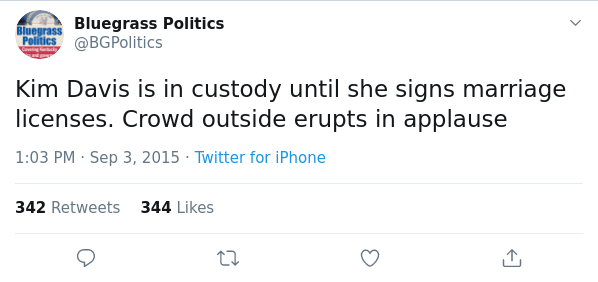 Bluegrass Politics
@BGPolitics
Bluegrass
Politics
Kim Davis is in custody until she signs marriage
licenses. Crowd outside erupts in applause
1:03 PM · Sep 3, 2015 · Twitter for iPhone
342 Retweets 344 Likes